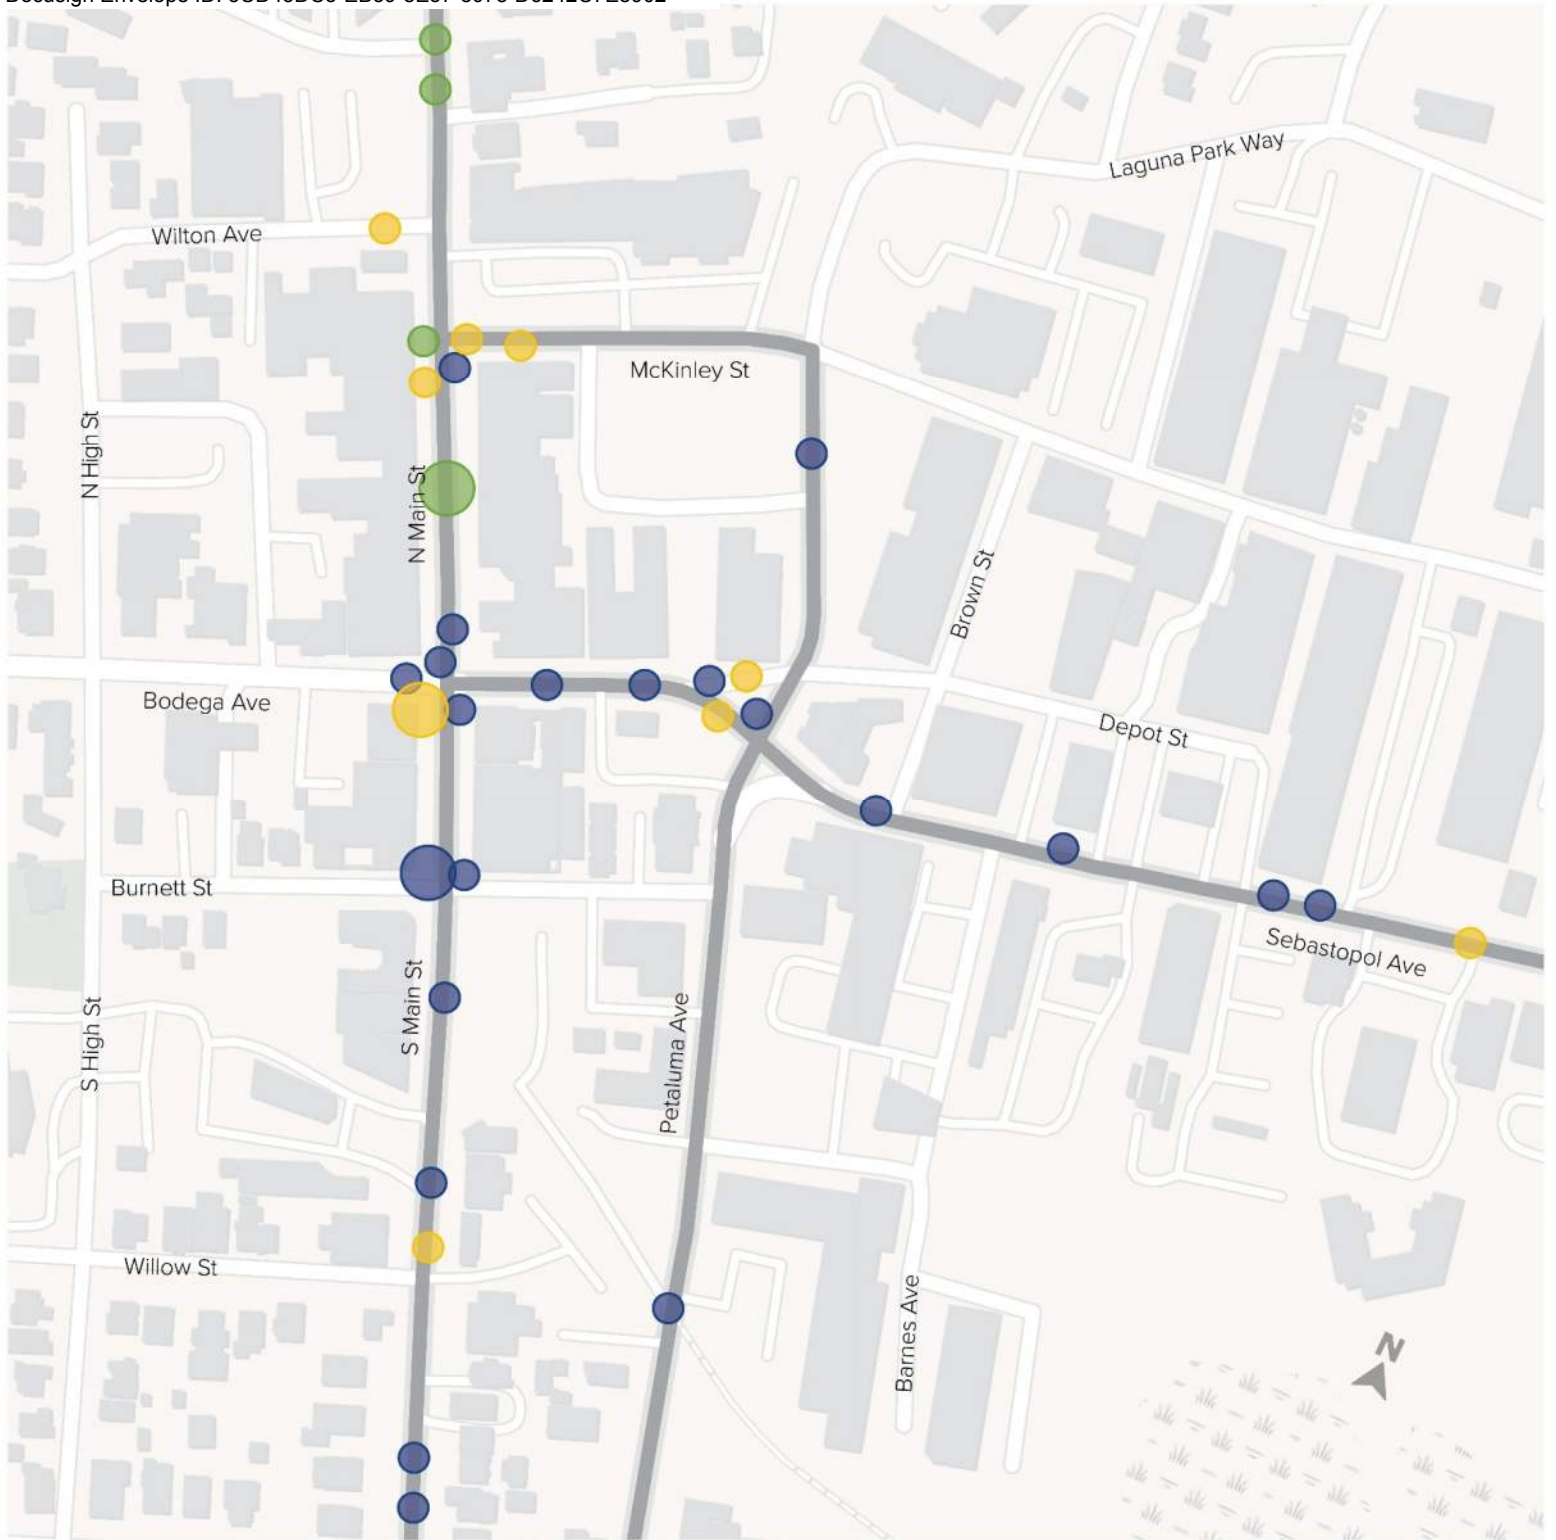 Laguna Park Way
Wilton Ave
McKinley St
N High St
N Main St
Brown St
Bodega Ave
Depot St
Burnett St
Sebastopol Ave
S Main St
S High St
Petaluma Ave
Willow St
Barnes Ave
N